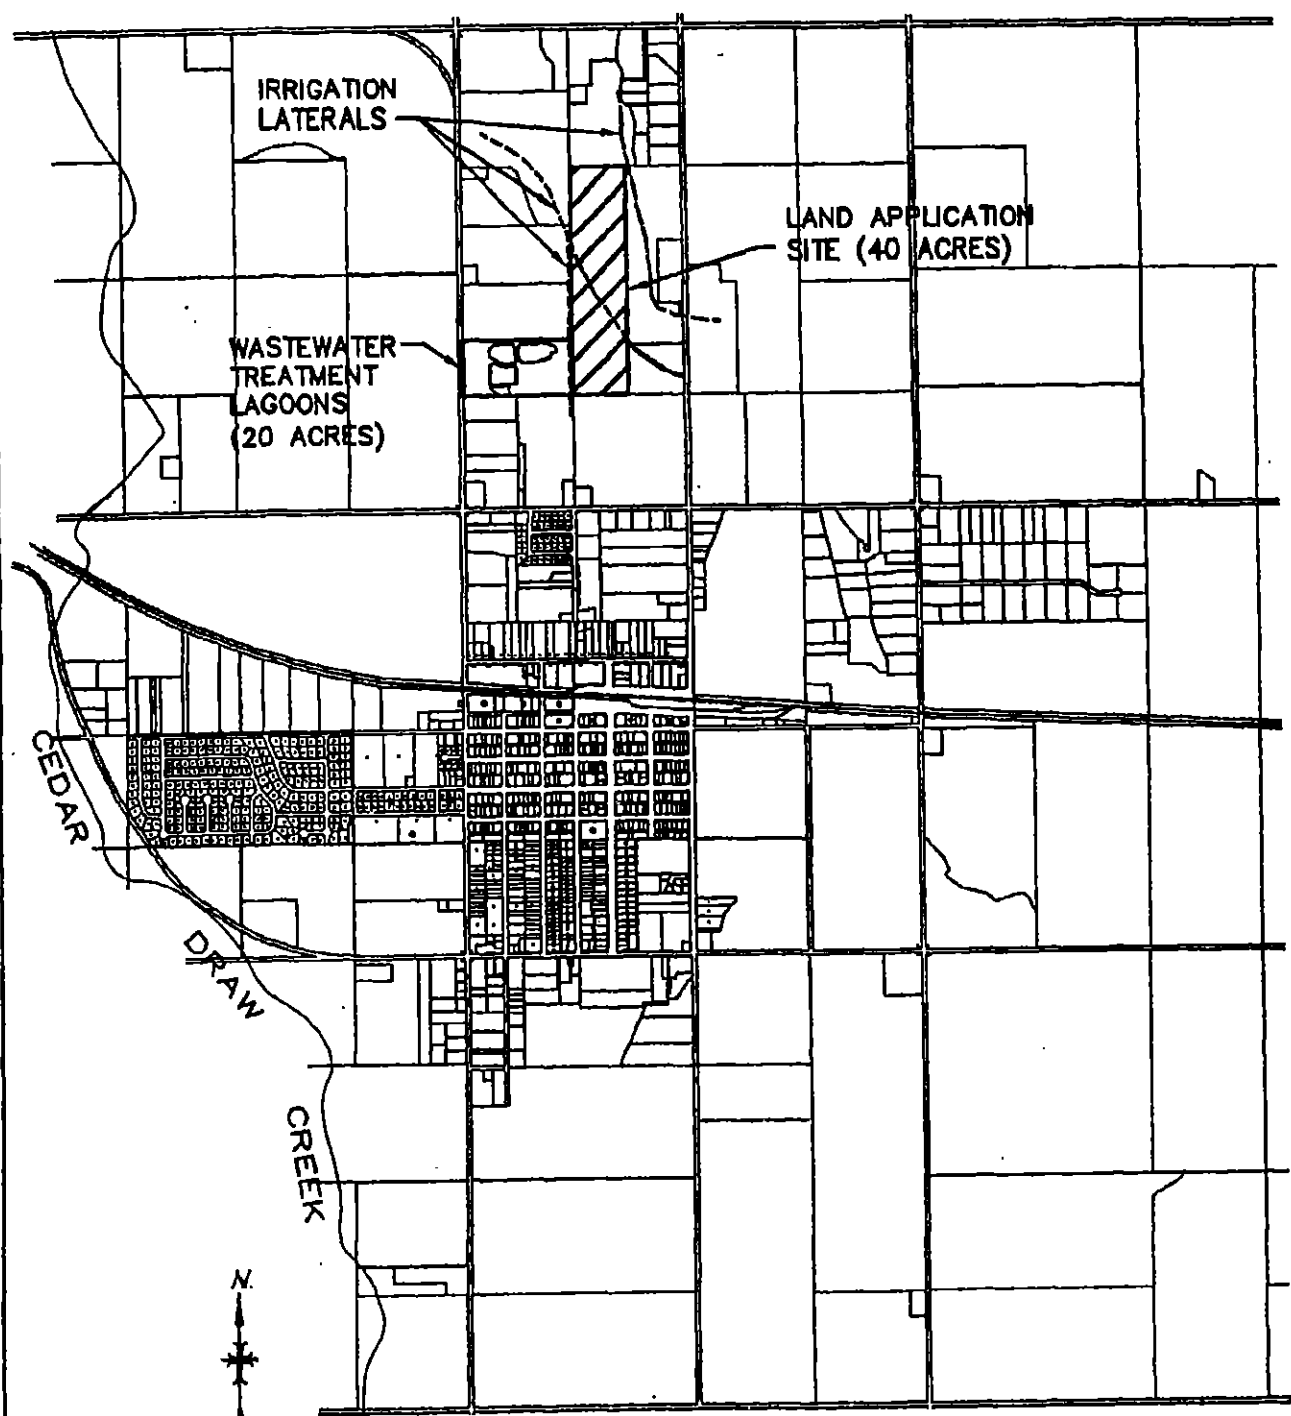 IRRIGATION
LATERALS
LAND APPLICATION
SITE (40 ACRES)
WASTEWATER
TREATMENT
LAGOONS
(20 ACRES)
CEDAR
DRAW
CREEK
N.